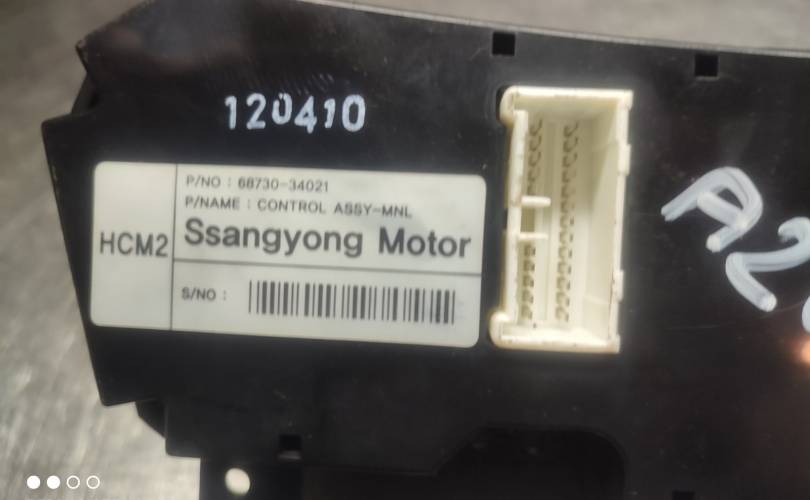 120410
P/NO : 68730-34021
P/NAME : CONTROL ASSY-MNL
HCM2
Ssangyong Motor
S/NO :